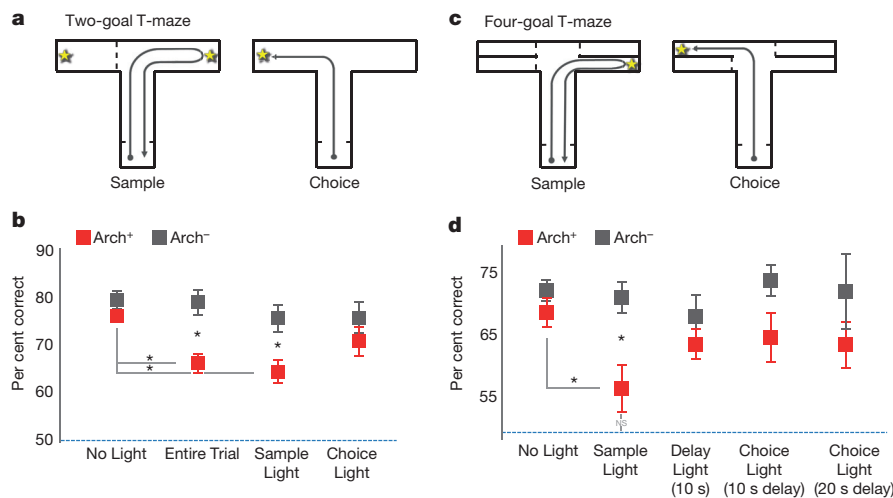 a Two-goal T-maze
Sample Choice
b
Arch+ Arch−
Per cent correct
90
80
70
60
50
*
*
*
*
No Light Entire Trial Sample Light Choice Light
c Four-goal T-maze
Sample Choice
d
Arch+ Arch−
Per cent correct
75
65
55
*
*
NS
No Light Sample Light Delay Light (10 s) Choice Light (10 s delay) Choice Light (20 s delay)